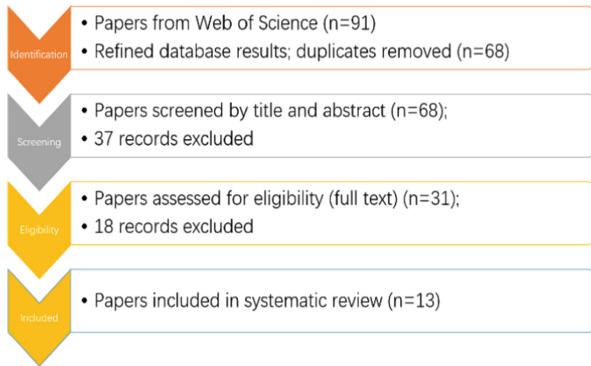 Identification
• Papers from Web of Science (n=91)
• Refined database results; duplicates removed (n=68)
Screening
• Papers screened by title and abstract (n=68);
• 37 records excluded
Eligibility
• Papers assessed for eligibility (full text) (n=31);
• 18 records excluded
Included
• Papers included in systematic review (n=13)